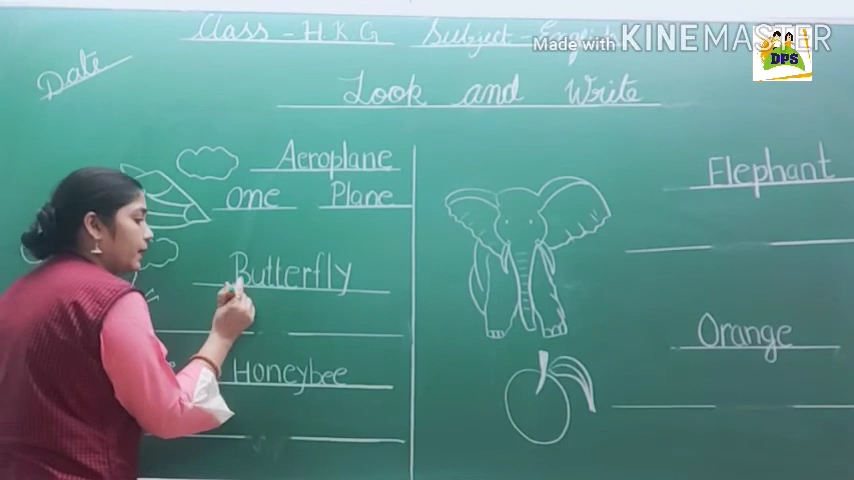 Class - H.K.G Subject - English
Made with KINEMASTER
DPS
Date
Look and Write
Aeroplane
one Plane
Butterfly
Honeybee
Elephant
Orange